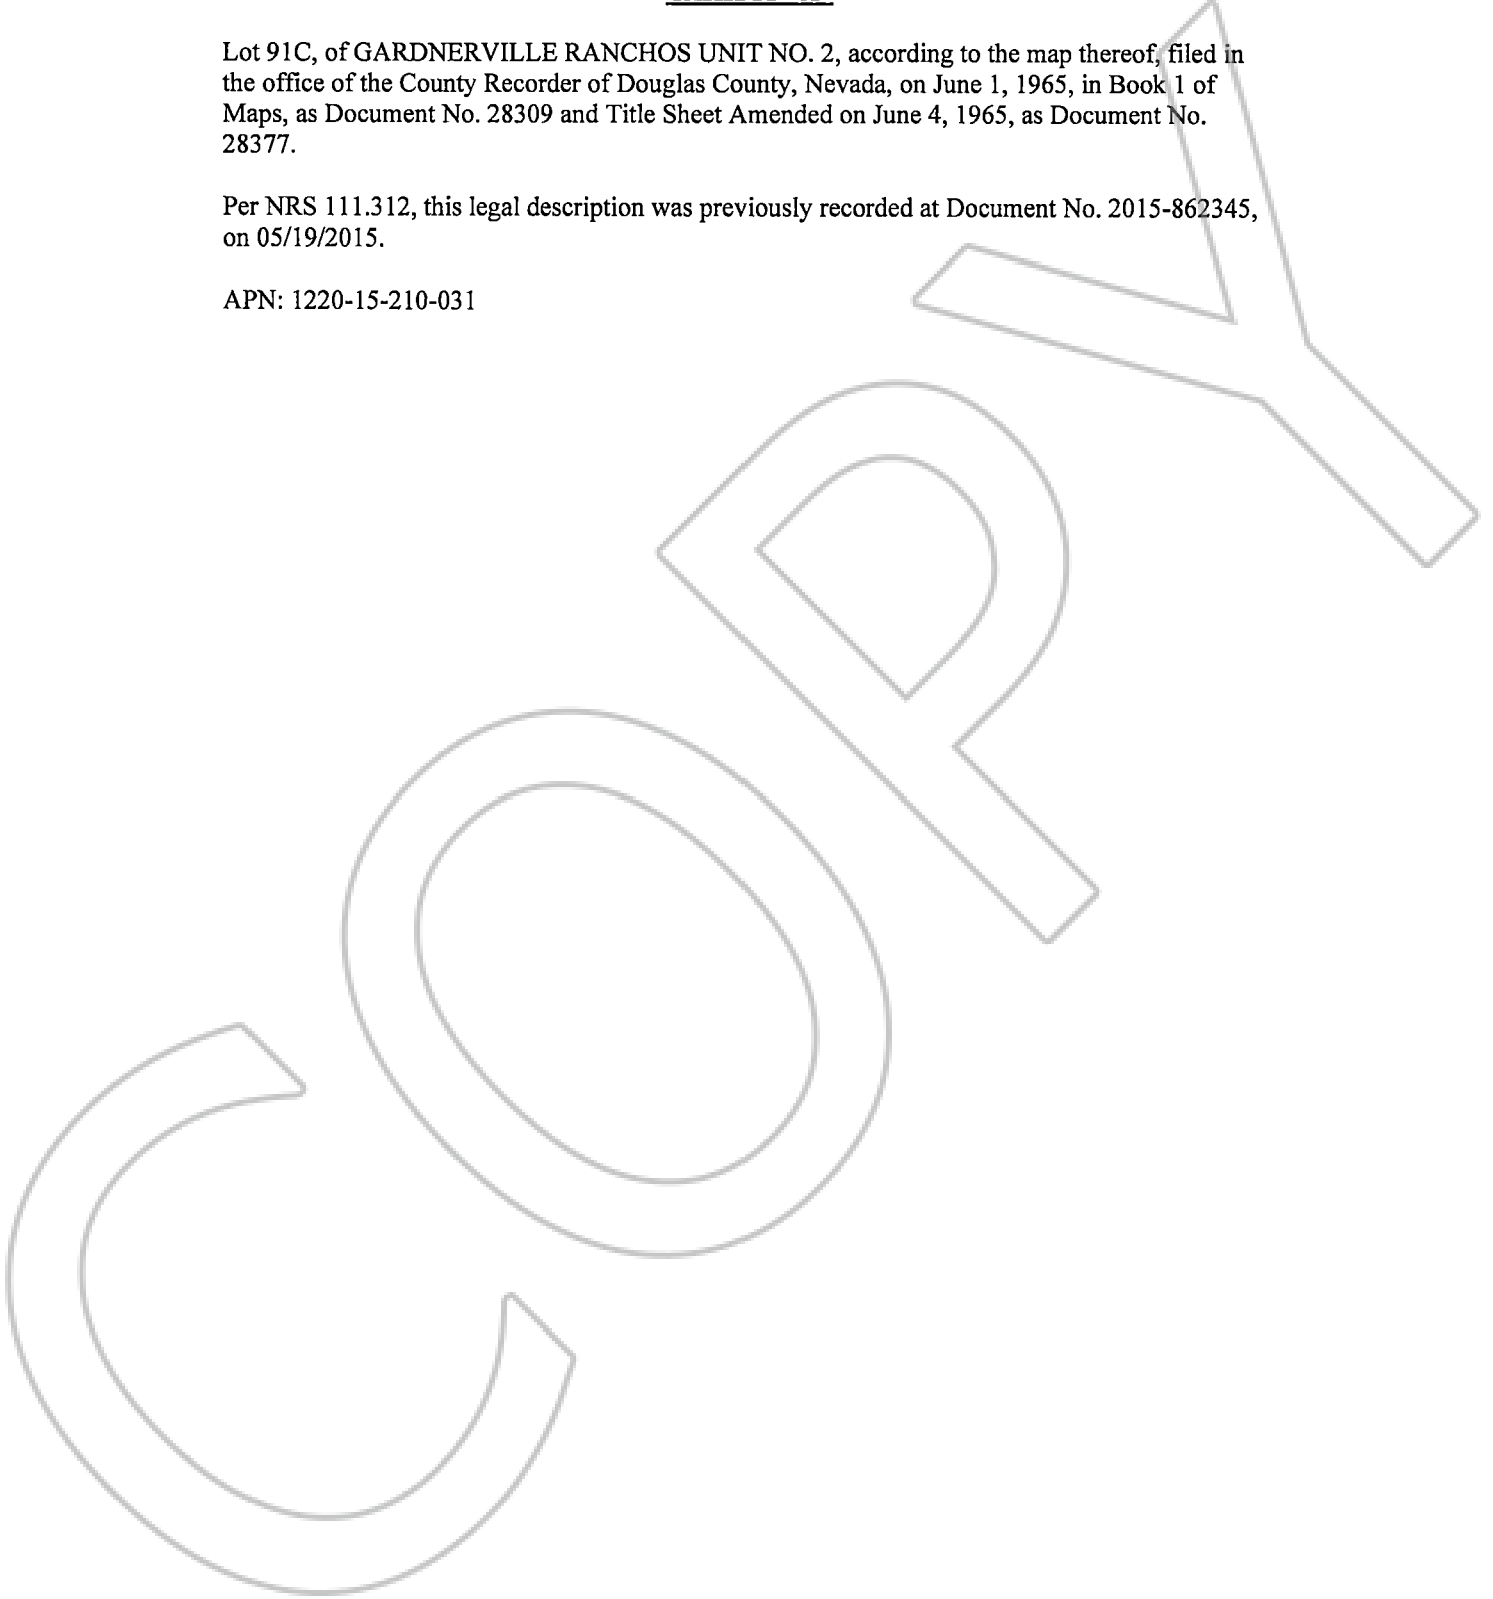 Lot 91C, of GARDNERVILLE RANCHOS UNIT NO. 2, according to the map thereof, filed in
the office of the County Recorder of Douglas County, Nevada, on June 1, 1965, in Book 1 of
Maps, as Document No. 28309 and Title Sheet Amended on June 4, 1965, as Document No.
28377.
Per NRS 111.312, this legal description was previously recorded at Document No. 2015-862345,
on 05/19/2015.
APN: 1220-15-210-031
COPY